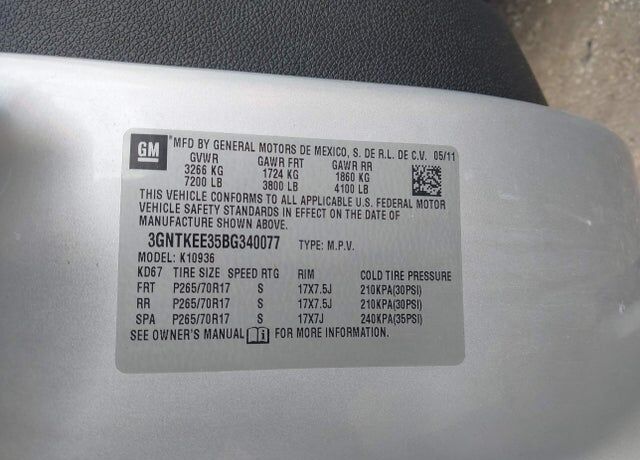 GM
MFD BY GENERAL MOTORS DE MEXICO, S. DE R.L. DE C.V. 05/11
GVWR GAWR FRT GAWR RR
3266 KG 1724 KG 1860 KG
7200 LB 3800 LB 4100 LB
THIS VEHICLE CONFORMS TO ALL APPLICABLE U.S. FEDERAL MOTOR
VEHICLE SAFETY STANDARDS IN EFFECT ON THE DATE OF
MANUFACTURE SHOWN ABOVE.
3GNTKEE35BG340077 TYPE: M.P.V.
MODEL: K10936
KD67 TIRE SIZE SPEED RTG RIM COLD TIRE PRESSURE
FRT P265/70R17 S 17X7.5J 210KPA(30PSI)
RR P265/70R17 S 17X7.5J 210KPA(30PSI)
SPA P265/70R17 S 17X7J 240KPA(35PSI)
SEE OWNER'S MANUAL FOR MORE INFORMATION.